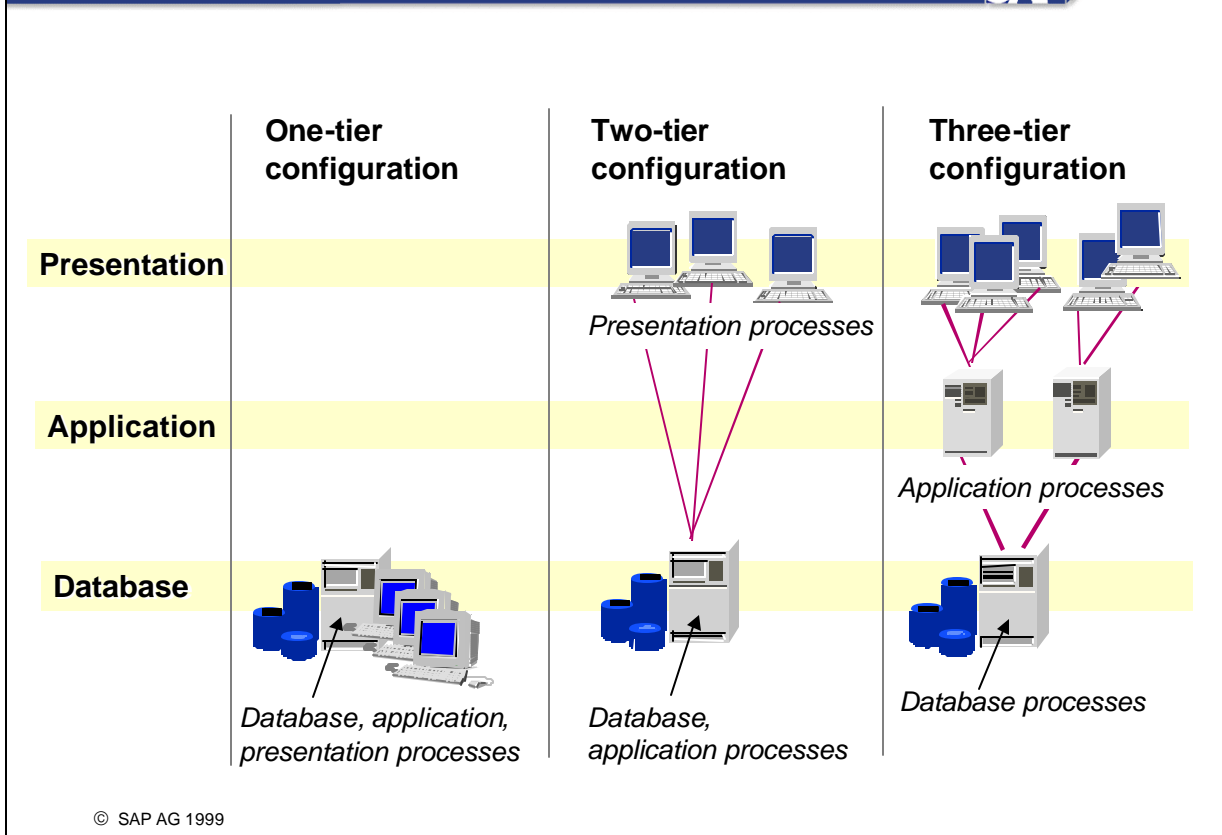 One-tier
configuration
Two-tier
configuration
Three-tier
configuration
Presentation
Presentation processes
Application
Application processes
Database
Database, application,
presentation processes
Database,
application processes
Database processes
© SAP AG 1999